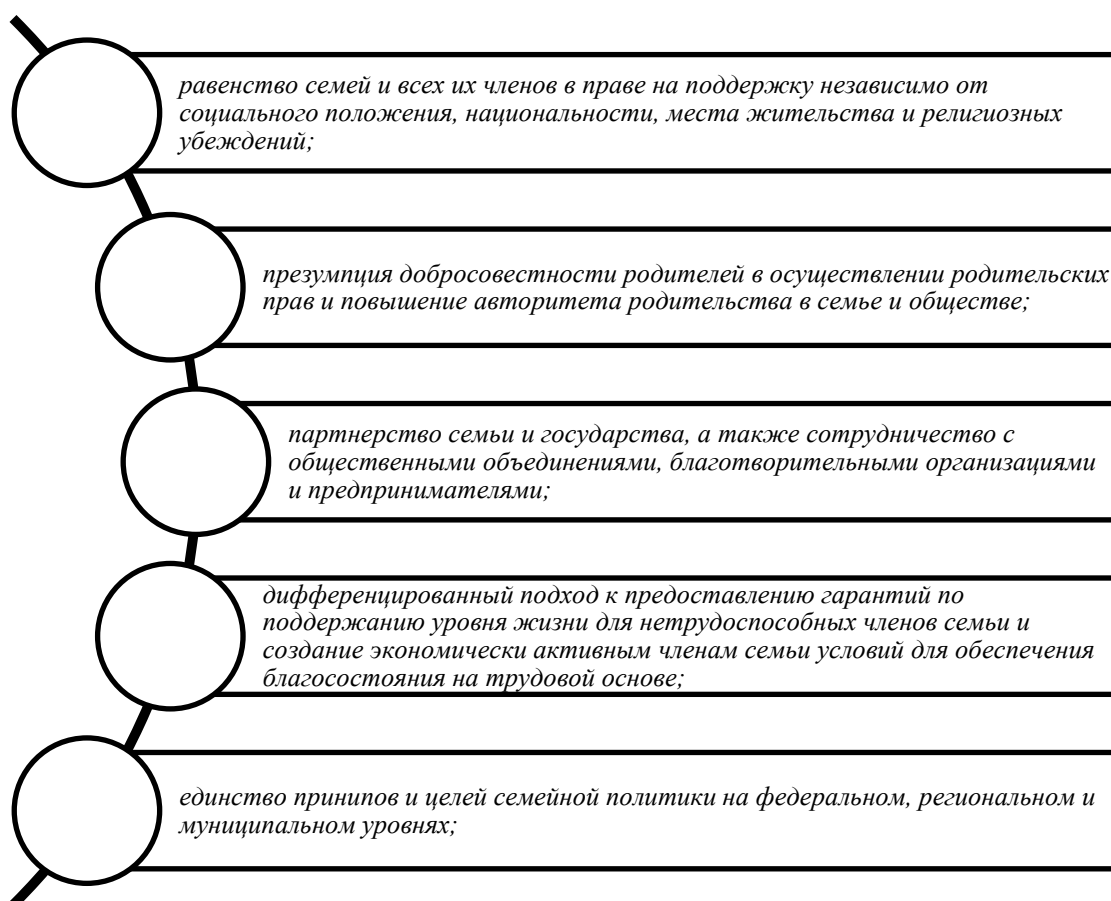 равенство семей и всех их членов в праве на поддержку независимо от
социального положения, национальности, места жительства и религиозных
убеждений;
презумпция добросовестности родителей в осуществлении родительских
прав и повышение авторитета родительства в семье и обществе;
партнерство семьи и государства, а также сотрудничество с
общественными объединениями, благотворительными организациями
и предпринимателями;
дифференцированный подход к предоставлению гарантий по
поддержанию уровня жизни для нетрудоспособных членов семьи и
создание экономически активным членам семьи условий для обеспечения
благосостояния на трудовой основе;
единство принипов и целей семейной политики на федеральном, региональном и
муниципальном уровнях;